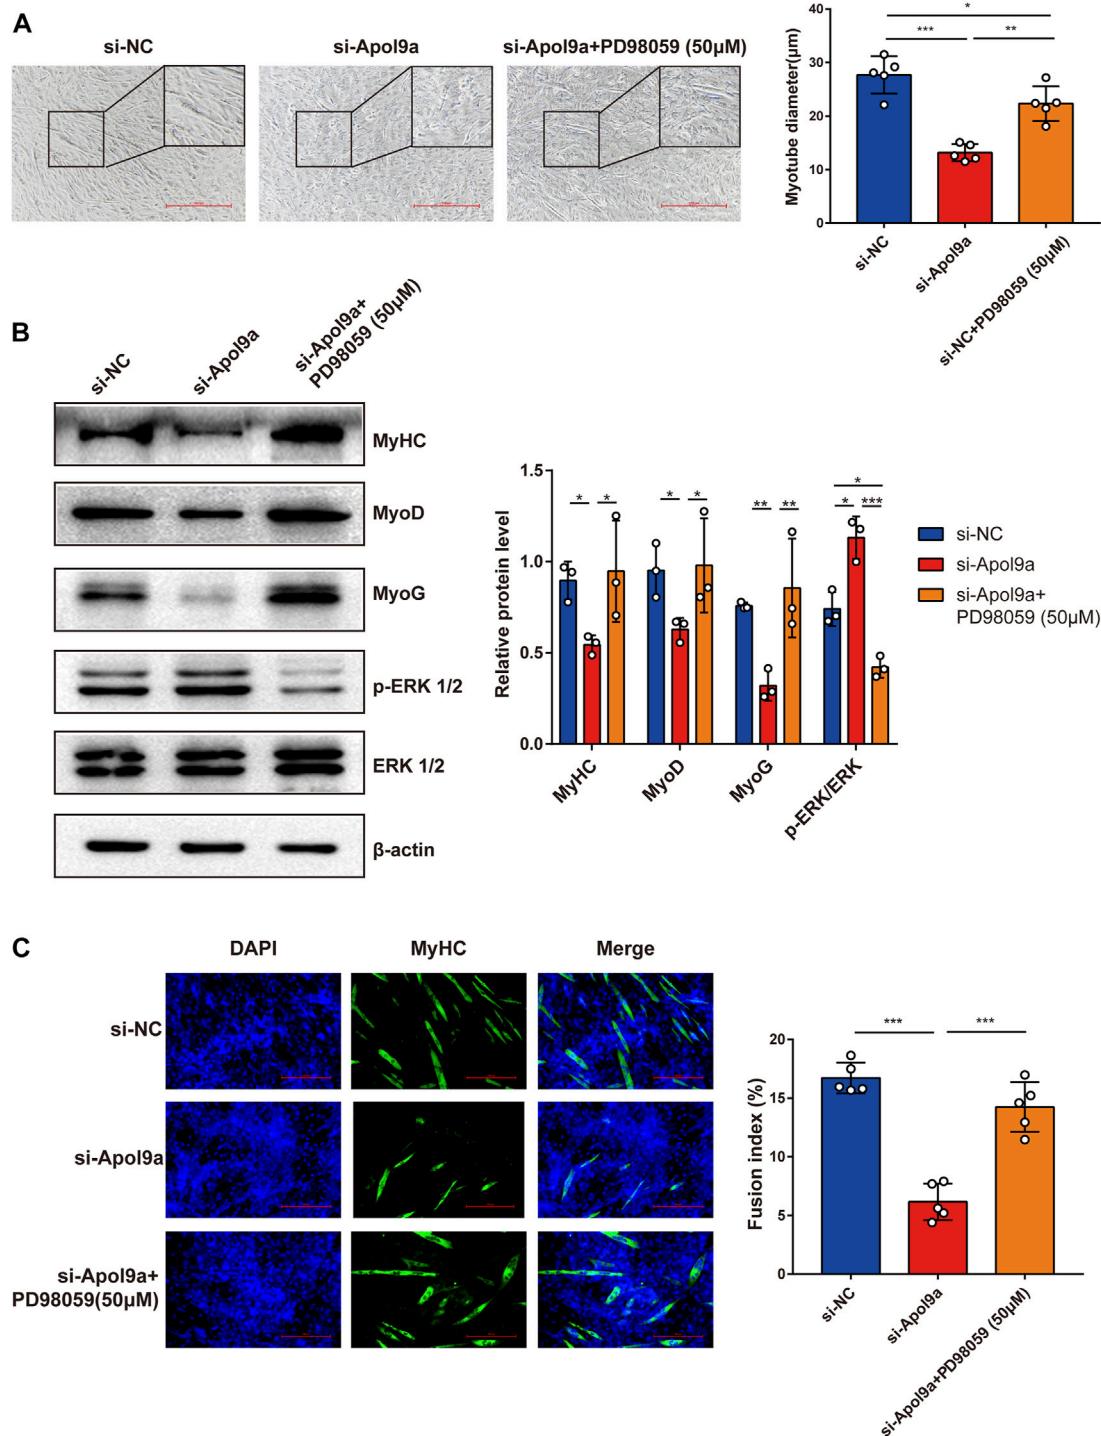 A
si-NC
si-Apol9a
si-Apol9a+PD98059 (50μM)
Myotube diameter(μm)
40
30
20
10
0
*
***
**
si-NC
si-Apol9a
si-NC+PD98059 (50μM)
B
si-NC
si-Apol9a
si-Apol9a+
PD98059 (50μM)
MyHC
MyoD
MyoG
p-ERK 1/2
ERK 1/2
β-actin
Relative protein level
1.5
1.0
0.5
0.0
* *
* *
** **
*
* ***
MyHC
MyoD
MyoG
p-ERK/ERK
si-NC
si-Apol9a
si-Apol9a+
PD98059 (50μM)
C
DAPI
MyHC
Merge
si-NC
si-Apol9a
si-Apol9a+
PD98059(50μM)
Fusion index (%)
20
15
10
5
0
***
***
si-NC
si-Apol9a
si-Apol9a+PD98059 (50μM)